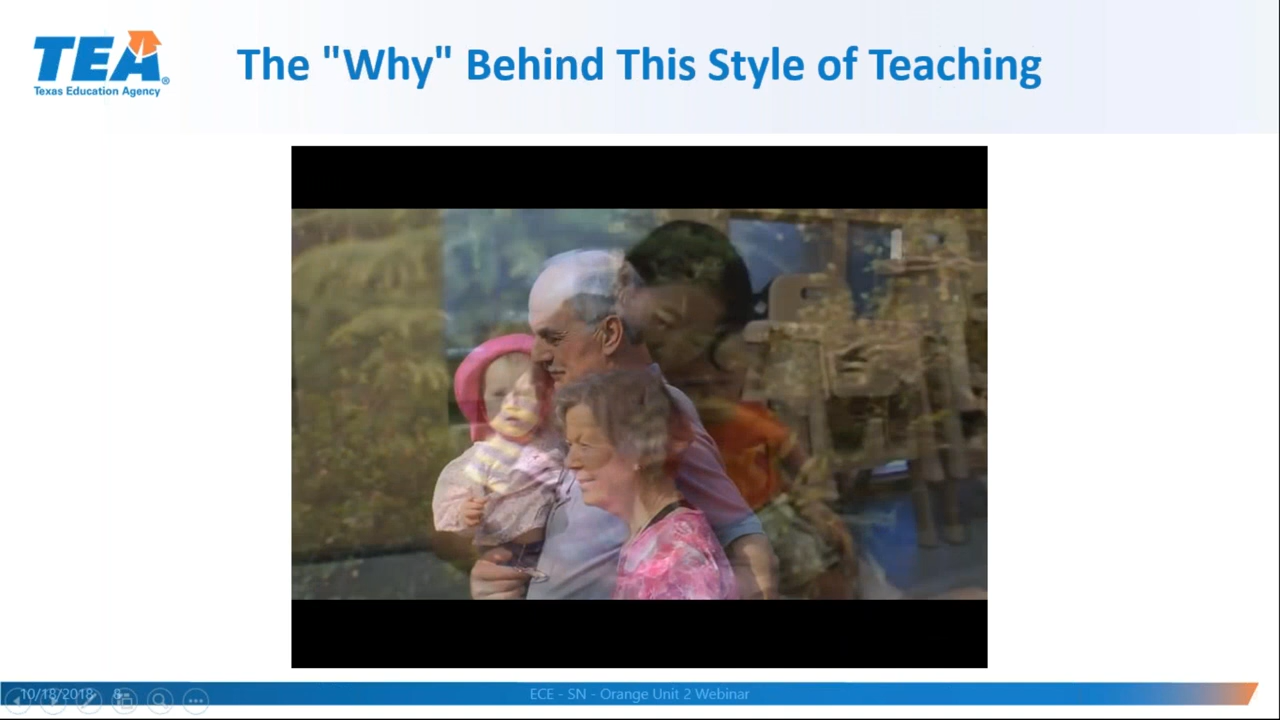 TEA
Texas Education Agency
The "Why" Behind This Style of Teaching
10/18/2018 8
ECE - SN - Orange Unit 2 Webinar